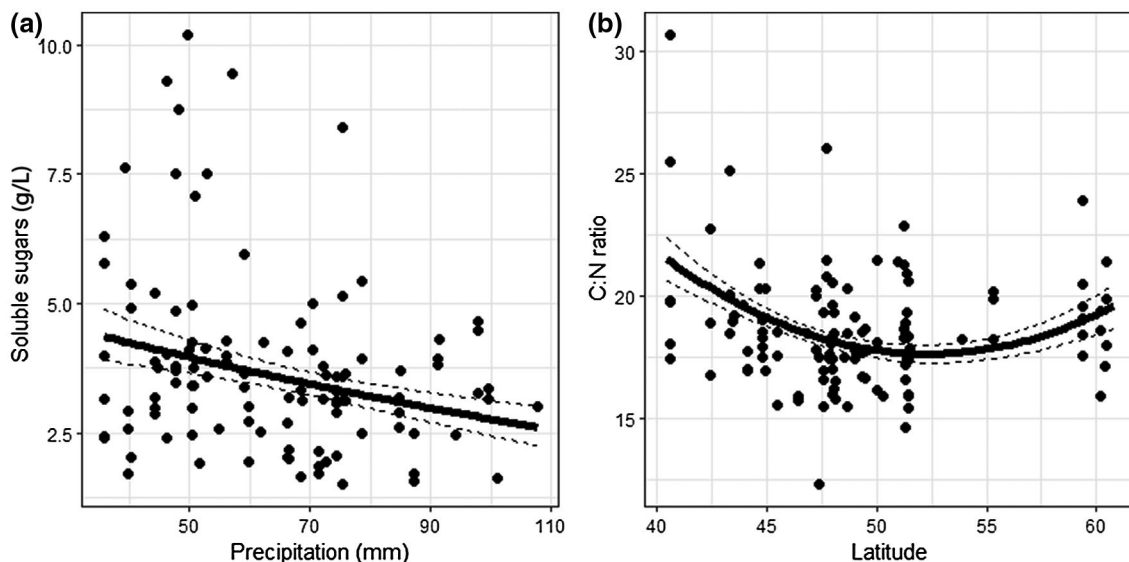 (a)
Soluble sugars (g/L)
10.0
7.5
5.0
2.5
50 70 90 110
Precipitation (mm)
(b)
C:N ratio
30
25
20
15
40 45 50 55 60
Latitude